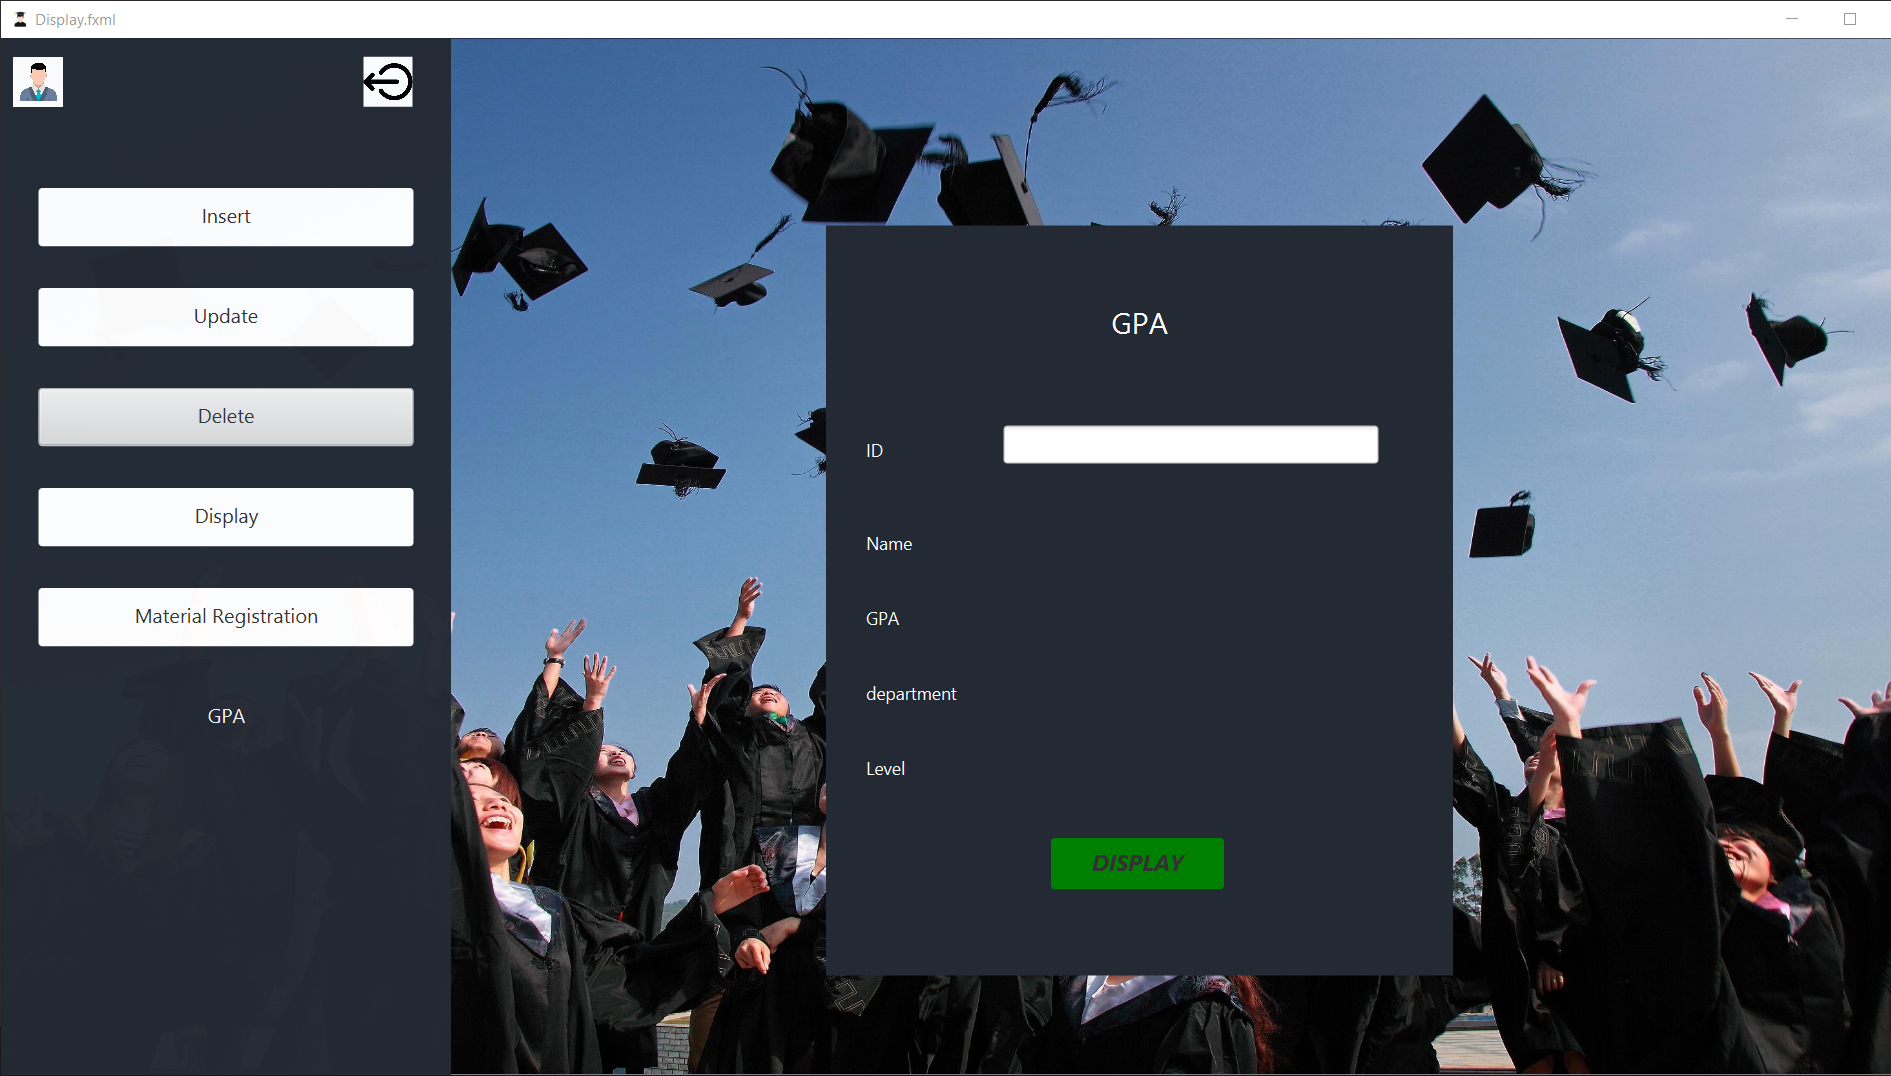 Display.fxml
Insert
Update
Delete
Display
Material Registration
GPA
GPA
ID
Name
GPA
department
Level
DISPLAY